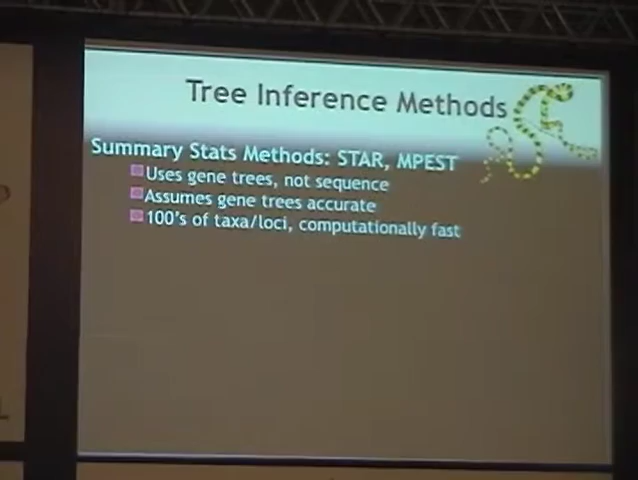 Tree Inference Methods
Summary Stats Methods: STAR, MPEST
Uses gene trees, not sequence
Assumes gene trees accurate
100's of taxa/loci, computationally fast